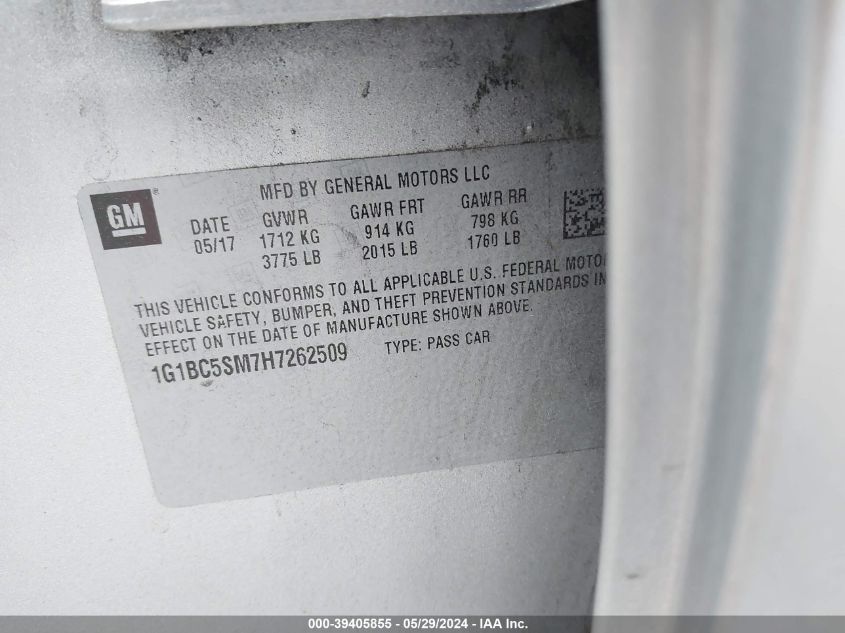 MFD BY GENERAL MOTORS LLC
GM
DATE GVWR GAWR FRT GAWR RR
05/17 1712 KG 914 KG 798 KG
3775 LB 2015 LB 1760 LB
THIS VEHICLE CONFORMS TO ALL APPLICABLE U.S. FEDERAL MOTO
VEHICLE SAFETY, BUMPER, AND THEFT PREVENTION STANDARDS IN
EFFECT ON THE DATE OF MANUFACTURE SHOWN ABOVE.
1G1BC5SM7H7262509 TYPE: PASS CAR
000-39405855 - 05/29/2024 - IAA Inc.